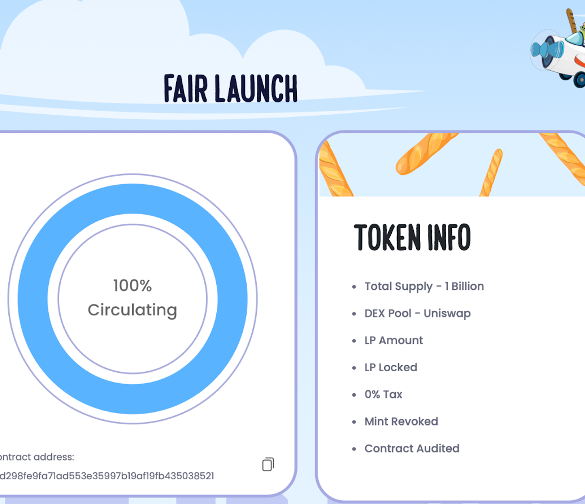 FAIR LAUNCH
100%
Circulating
ontract address:
d298fe9fa71ad553e35997b19af19fb435038521
TOKEN INFO
• Total Supply - 1 Billion
• DEX Pool - Uniswap
• LP Amount
• LP Locked
• 0% Tax
• Mint Revoked
• Contract Audited